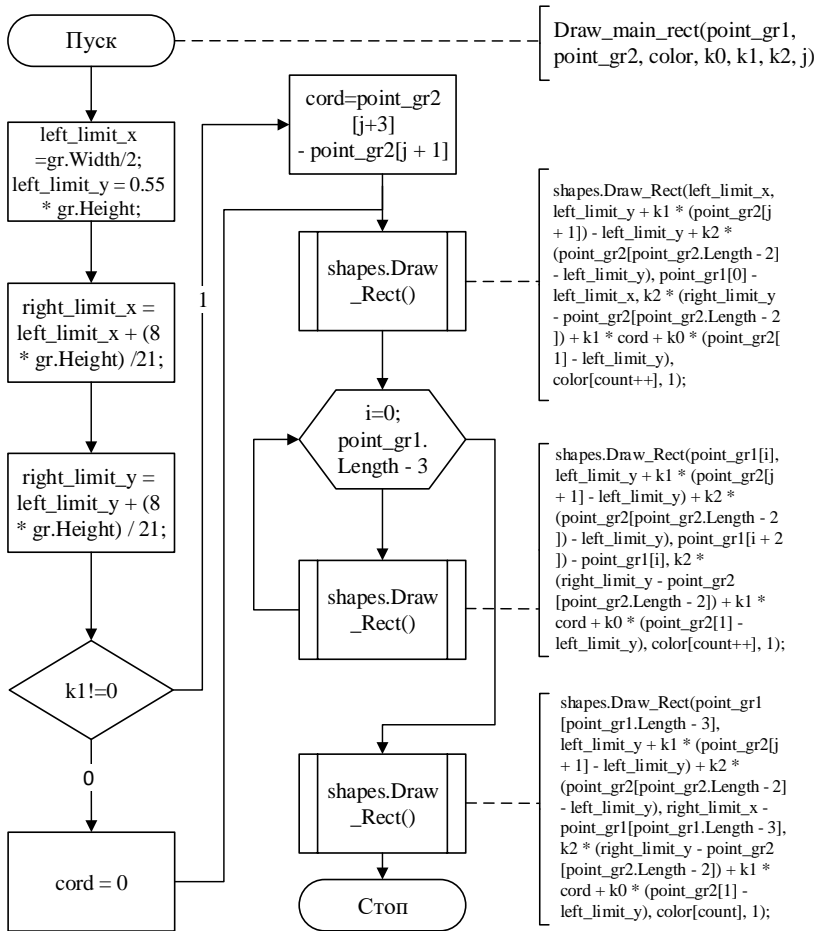 Пуск
Draw_main_rect(point_gr1,
point_gr2, color, k0, k1, k2, j)
left_limit_x
=gr.Width/2;
left_limit_y = 0.55
* gr.Height;
right_limit_x =
left_limit_x + (8
* gr.Height) /21;
right_limit_y =
left_limit_y + (8
* gr.Height) / 21;
k1!=0
1
0
cord = 0
cord=point_gr2
[j+3]
- point_gr2[j + 1]
shapes.Draw
_Rect()
shapes.Draw_Rect(left_limit_x,
left_limit_y + k1 * (point_gr2[j
+ 1]) - left_limit_y + k2 *
(point_gr2[point_gr2.Length - 2]
- left_limit_y), point_gr1[0] -
left_limit_x, k2 * (right_limit_y
- point_gr2[point_gr2.Length - 2
]) + k1 * cord + k0 * (point_gr2[
1] - left_limit_y),
color[count++], 1);
i=0;
point_gr1.
Length - 3
shapes.Draw
_Rect()
shapes.Draw_Rect(point_gr1[i],
left_limit_y + k1 * (point_gr2[j
+ 1] - left_limit_y) + k2 *
(point_gr2[point_gr2.Length - 2
]) - left_limit_y), point_gr1[i + 2
]) - point_gr1[i], k2 *
(right_limit_y - point_gr2
[point_gr2.Length - 2]) + k1 *
cord + k0 * (point_gr2[1] -
left_limit_y), color[count++], 1);
shapes.Draw
_Rect()
shapes.Draw_Rect(point_gr1
[point_gr1.Length - 3],
left_limit_y + k1 * (point_gr2[j
+ 1] - left_limit_y) + k2 *
(point_gr2[point_gr2.Length - 2]
- left_limit_y), right_limit_x -
point_gr1[point_gr1.Length - 3],
k2 * (right_limit_y - point_gr2
[point_gr2.Length - 2]) + k1 *
cord + k0 * (point_gr2[1] -
left_limit_y), color[count], 1);
Стоп